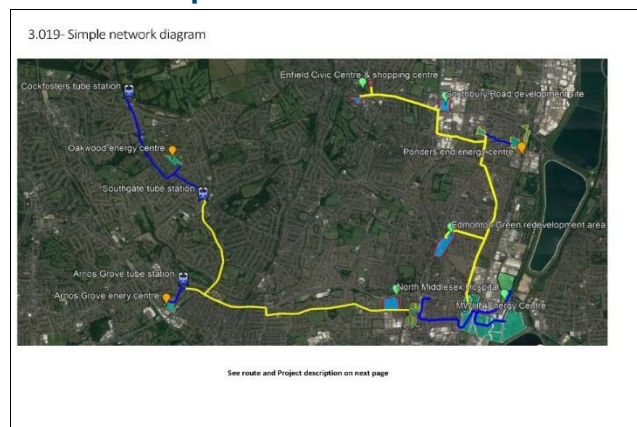 3.019- Simple network diagram
Enfield Civic Centre & shopping centre
Cockfosters tube station
Southbury Road development site
Oakwood energy centre
Ponders end energy centre
Southgate tube station
Edmonton Green redevelopment area
Arnos Grove tube station
North Middlesex Hospital
Arnos Grove enery centre
MWHN Energy Centre
See route and Project description on next page